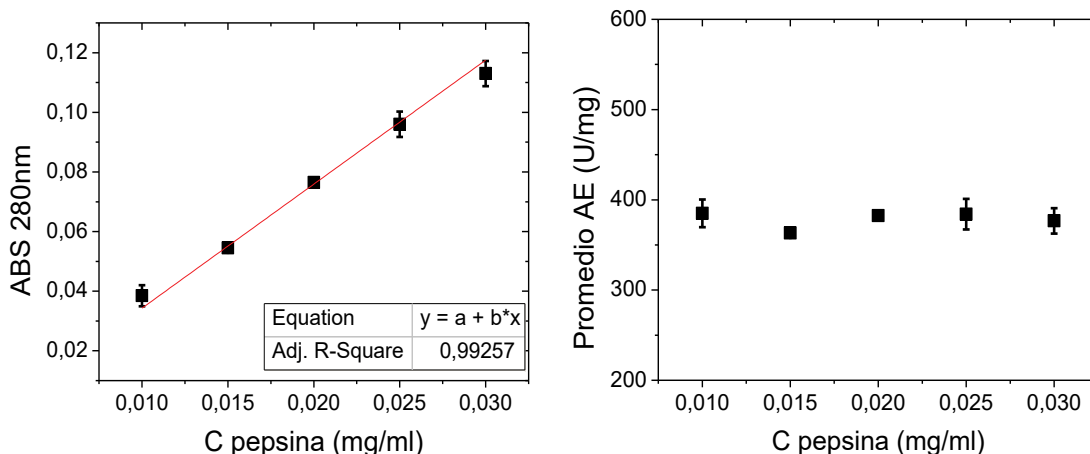 ABS 280nm
0,12
0,10
0,08
0,06
0,04
0,02
Equation y = a + b*x
Adj. R-Square 0,99257
0,010 0,015 0,020 0,025 0,030
C pepsina (mg/ml)
Promedio AE (U/mg)
600
500
400
300
200
0,010 0,015 0,020 0,025 0,030
C pepsina (mg/ml)